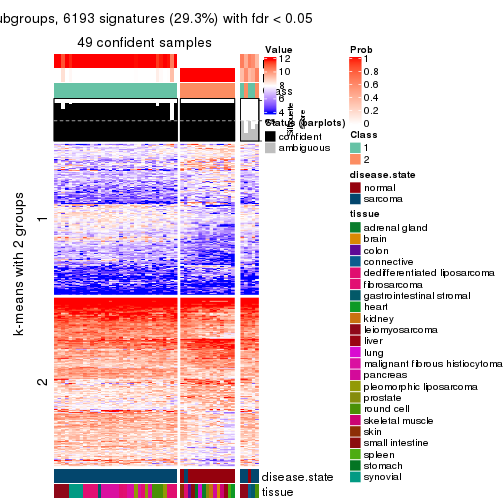 ubgroups, 6193 signatures (29.3%) with fdr < 0.05
49 confident samples
k-means with 2 groups
1
2
Value
12
10
8
6
4
Status (barplots)
confident
ambiguous
Silhouette
score
Prob
1
0.8
0.6
0.4
0.2
0
Class
1
2
disease.state
normal
sarcoma
tissue
adrenal gland
brain
colon
connective
dedifferentiated liposarcoma
fibrosarcoma
gastrointestinal stromal
heart
kidney
leiomyosarcoma
liver
lung
malignant fibrous histiocytoma
pancreas
pleomorphic liposarcoma
prostate
round cell
skeletal muscle
skin
small intestine
spleen
stomach
synovial
disease.state
tissue